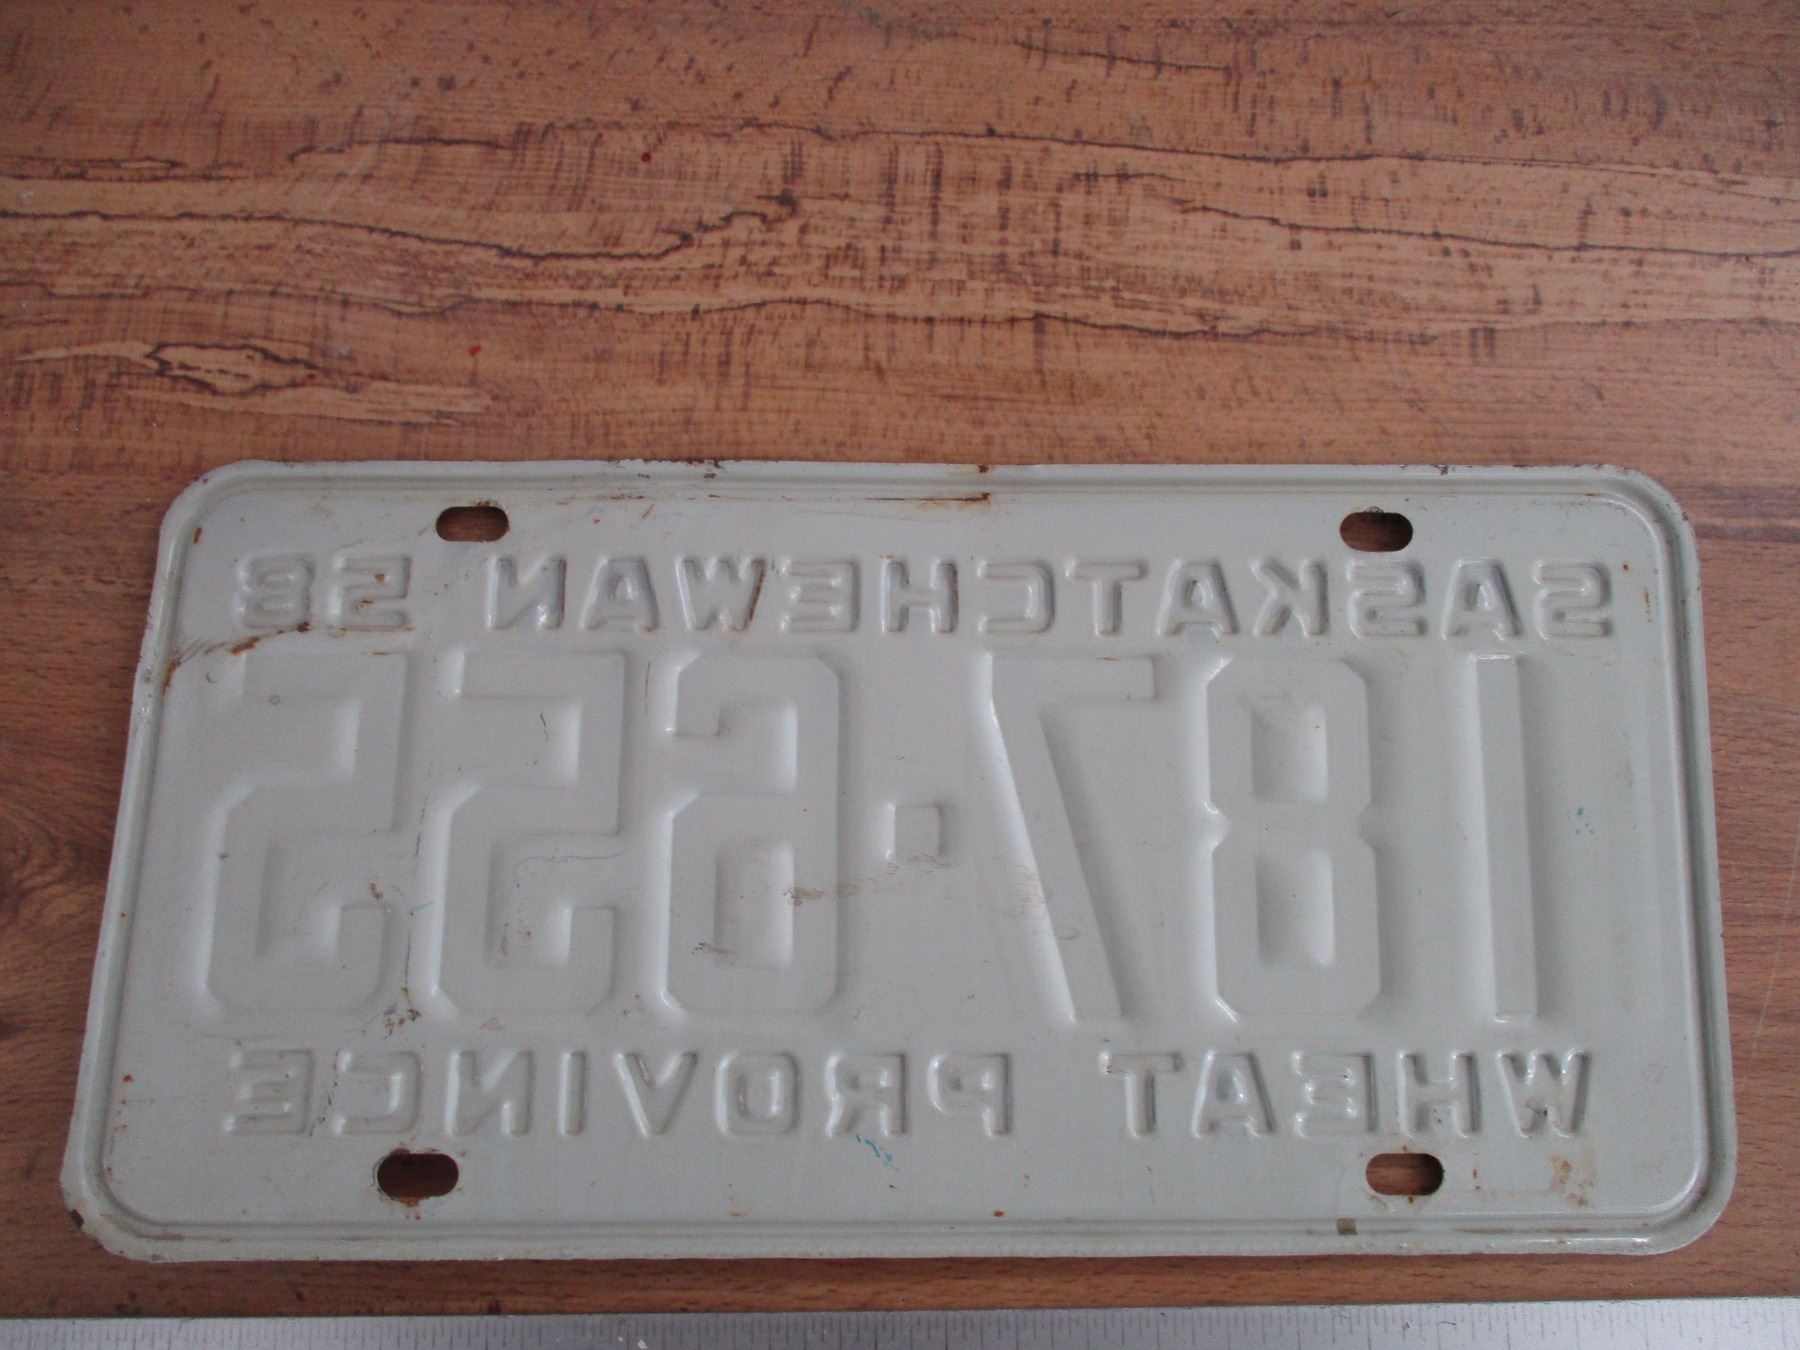 SASKATCHEWAN 58
187·655
WHEAT PROVINCE